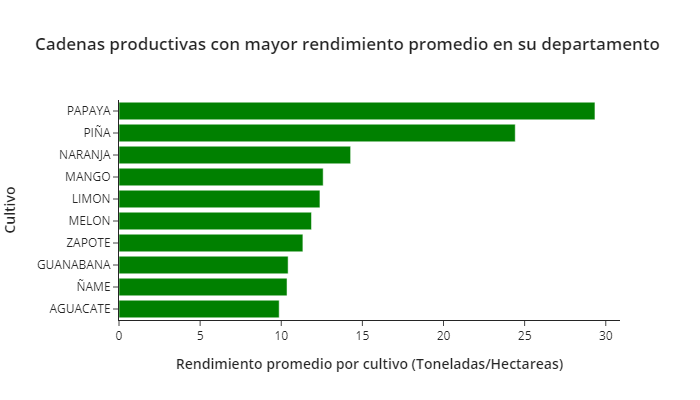 Cadenas productivas con mayor rendimiento promedio en su departamento
Cultivo
PAPAYA
PIÑA
NARANJA
MANGO
LIMON
MELON
ZAPOTE
GUANABANA
ÑAME
AGUACATE
0 5 10 15 20 25 30
Rendimiento promedio por cultivo (Toneladas/Hectareas)